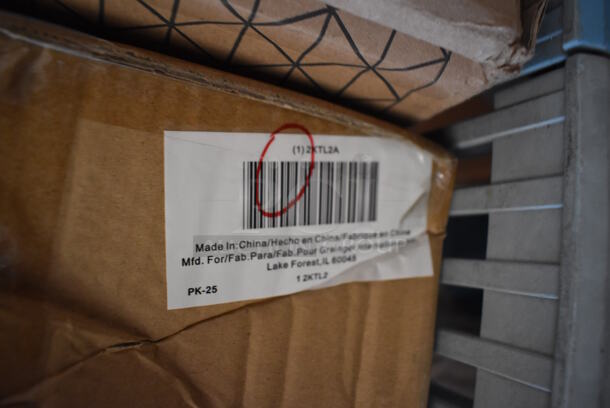 (1) 2KTL2A
Made In:China/Hecho en China/Fabrique en Chine
Mfd. For/Fab.Para/Fab.Pour Grainger
Lake Forest,IL 60045
1 2KTL2
PK-25